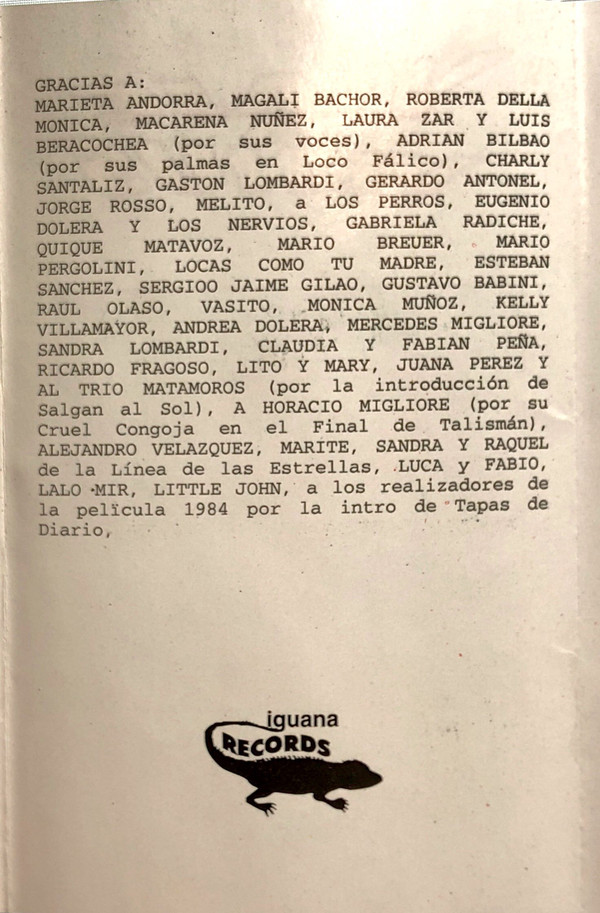 GRACIAS A:
MARIETA ANDORRA, MAGALI BACHOR, ROBERTA DELLA
MONICA, MACARENA NUÑEZ, LAURA ZAR Y LUIS
BERACOCHEA (por sus voces), ADRIAN BILBAO
(por sus palmas en Loco Fálico), CHARLY
SANTALIZ, GASTON LOMBARDI, GERARDO ANTONEL,
JORGE ROSSO, MELITO, a LOS PERROS, EUGENIO
DOLERA Y LOS NERVIOS, GABRIELA RADICHE,
QUIQUE MATAVOZ, MARIO BREUER, MARIO
PERGOLINI, LOCAS COMO TU MADRE, ESTEBAN
SANCHEZ, SERGIOO JAIME GILAO, GUSTAVO BABINI,
RAUL OLASO, VASITO, MONICA MUÑOZ, KELLY
VILLAMAYOR, ANDREA DOLERA, MERCEDES MIGLIORE,
SANDRA LOMBARDI, CLAUDIA Y FABIAN PEÑA,
RICARDO FRAGOSO, LITO Y MARY, JUANA PEREZ Y
AL TRIO MATAMOROS (por la introducción de
Salgan al Sol), A HORACIO MIGLIORE (por su
Cruel Congoja en el Final de Talismán),
ALEJANDRO VELAZQUEZ, MARITE, SANDRA Y RAQUEL
de la Línea de las Estrellas, LUCA y FABIO,
LALO MIR, LITTLE JOHN, a los realizadores de
la película 1984 por la intro de Tapas de
Diario,
iguana
RECORDS